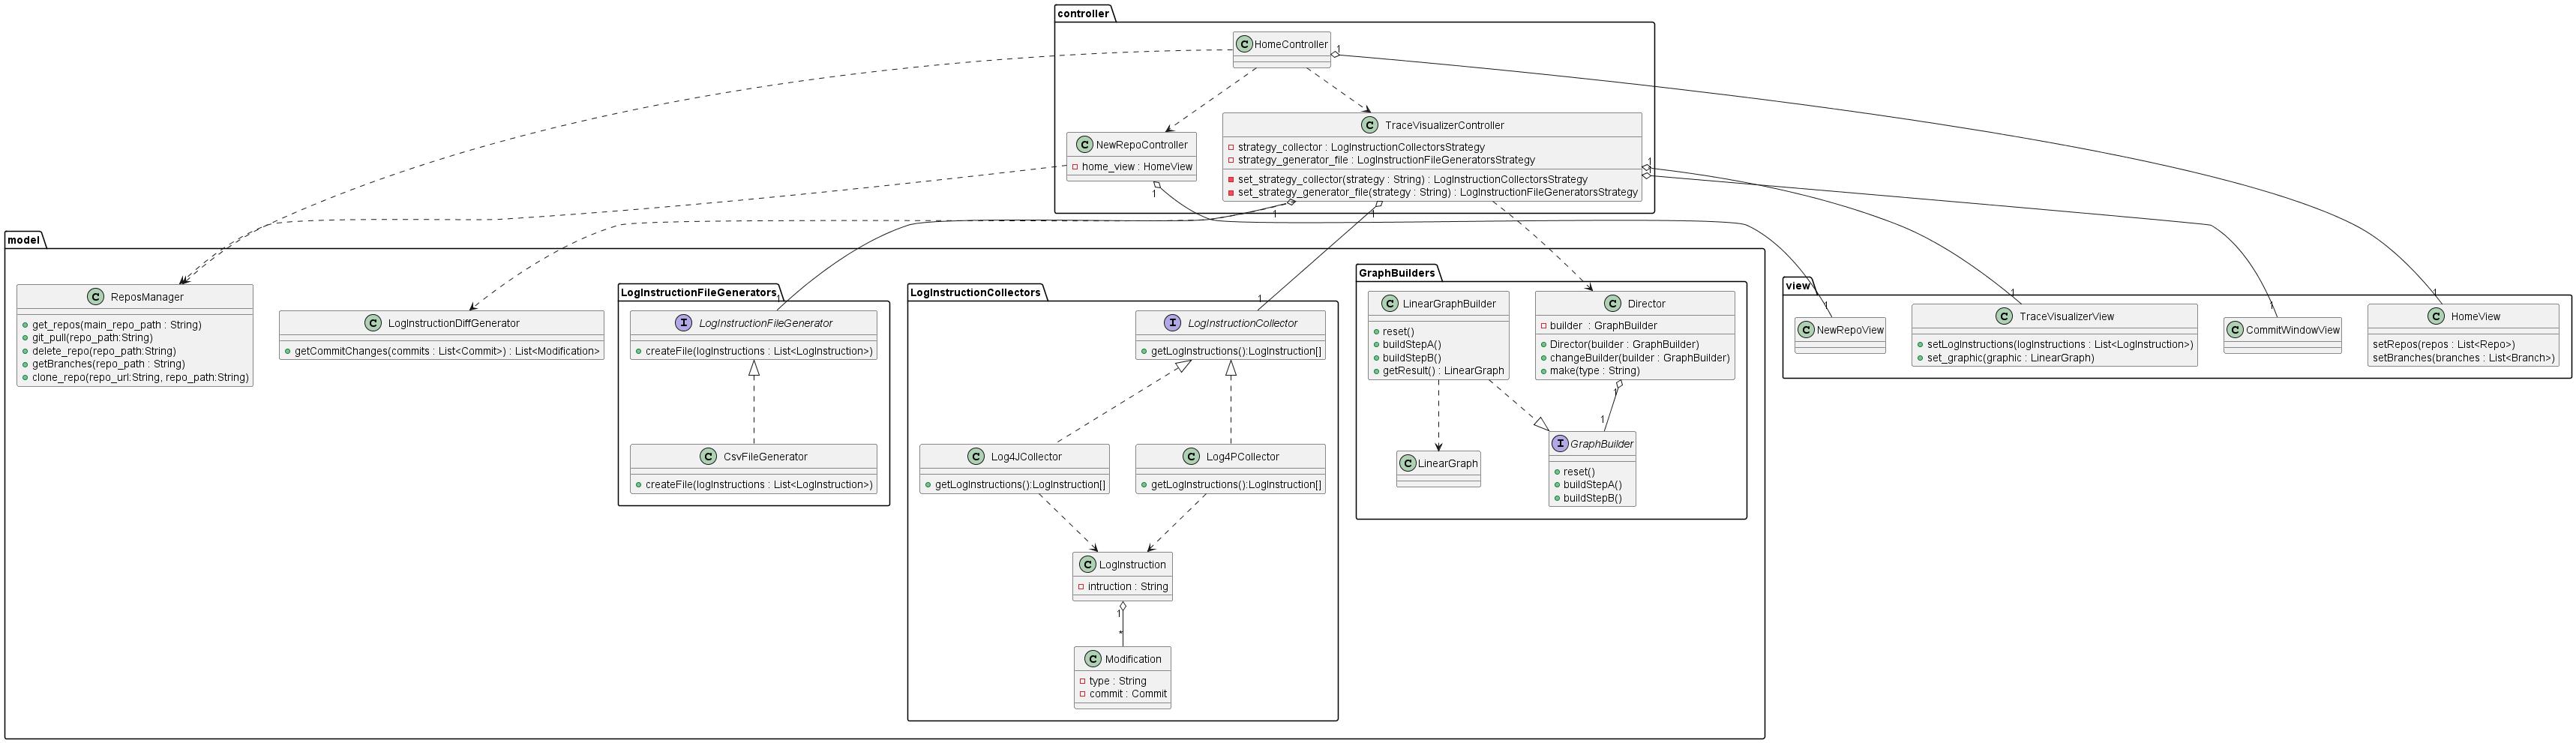 controller
C HomeController
1
C NewRepoController
home_view : HomeView
1
C TraceVisualizerController
strategy_collector : LogInstructionCollectorsStrategy
strategy_generator_file : LogInstructionFileGeneratorsStrategy
set_strategy_collector(strategy : String) : LogInstructionCollectorsStrategy
set_strategy_generator_file(strategy : String) : LogInstructionFileGeneratorsStrategy
1
1
1
1
model
C ReposManager
get_repos(main_repo_path : String)
git_pull(repo_path:String)
delete_repo(repo_path:String)
getBranches(repo_path : String)
clone_repo(repo_url:String, repo_path:String)
C LogInstructionDiffGenerator
getCommitChanges(commits : List<Commit>) : List<Modification>
LogInstructionFileGenerators
1
I LogInstructionFileGenerator
createFile(logInstructions : List<LogInstruction>)
C CsvFileGenerator
createFile(logInstructions : List<LogInstruction>)
LogInstructionCollectors
1
I LogInstructionCollector
getLogInstructions():LogInstruction[]
C Log4JCollector
getLogInstructions():LogInstruction[]
C Log4PCollector
getLogInstructions():LogInstruction[]
C LogInstruction
intruction : String
1
*
C Modification
type : String
commit : Commit
GraphBuilders
C LinearGraphBuilder
reset()
buildStepA()
buildStepB()
getResult() : LinearGraph
C Director
builder : GraphBuilder
Director(builder : GraphBuilder)
changeBuilder(builder : GraphBuilder)
make(type : String)
1
1
C LinearGraph
I GraphBuilder
reset()
buildStepA()
buildStepB()
view
1
C NewRepoView
1
C TraceVisualizerView
setLogInstructions(logInstructions : List<LogInstruction>)
set_graphic(graphic : LinearGraph)
1
C CommitWindowView
1
C HomeView
setRepos(repos : List<Repo>)
setBranches(branches : List<Branch>)